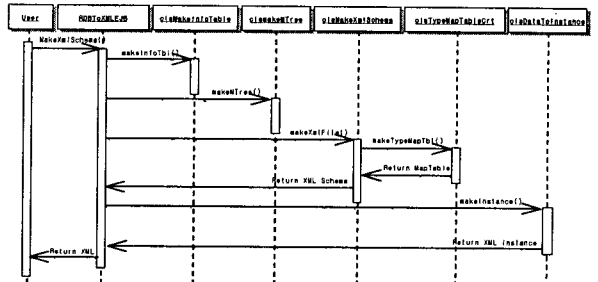 User
RDBToXMLEJB
clsMakeInfoTable
clsmakeMTree
clsMakeXmlSchema
clsTypeMapTableCrt
clsDataToInstance
MakeXmlSchema()
makeInfoTbl()
makeMTree()
makeXmlFile()
makeTypeMapTbl()
Return MapTable
Return XML Scheme
makeInstance()
Return XML Instance
Return XML